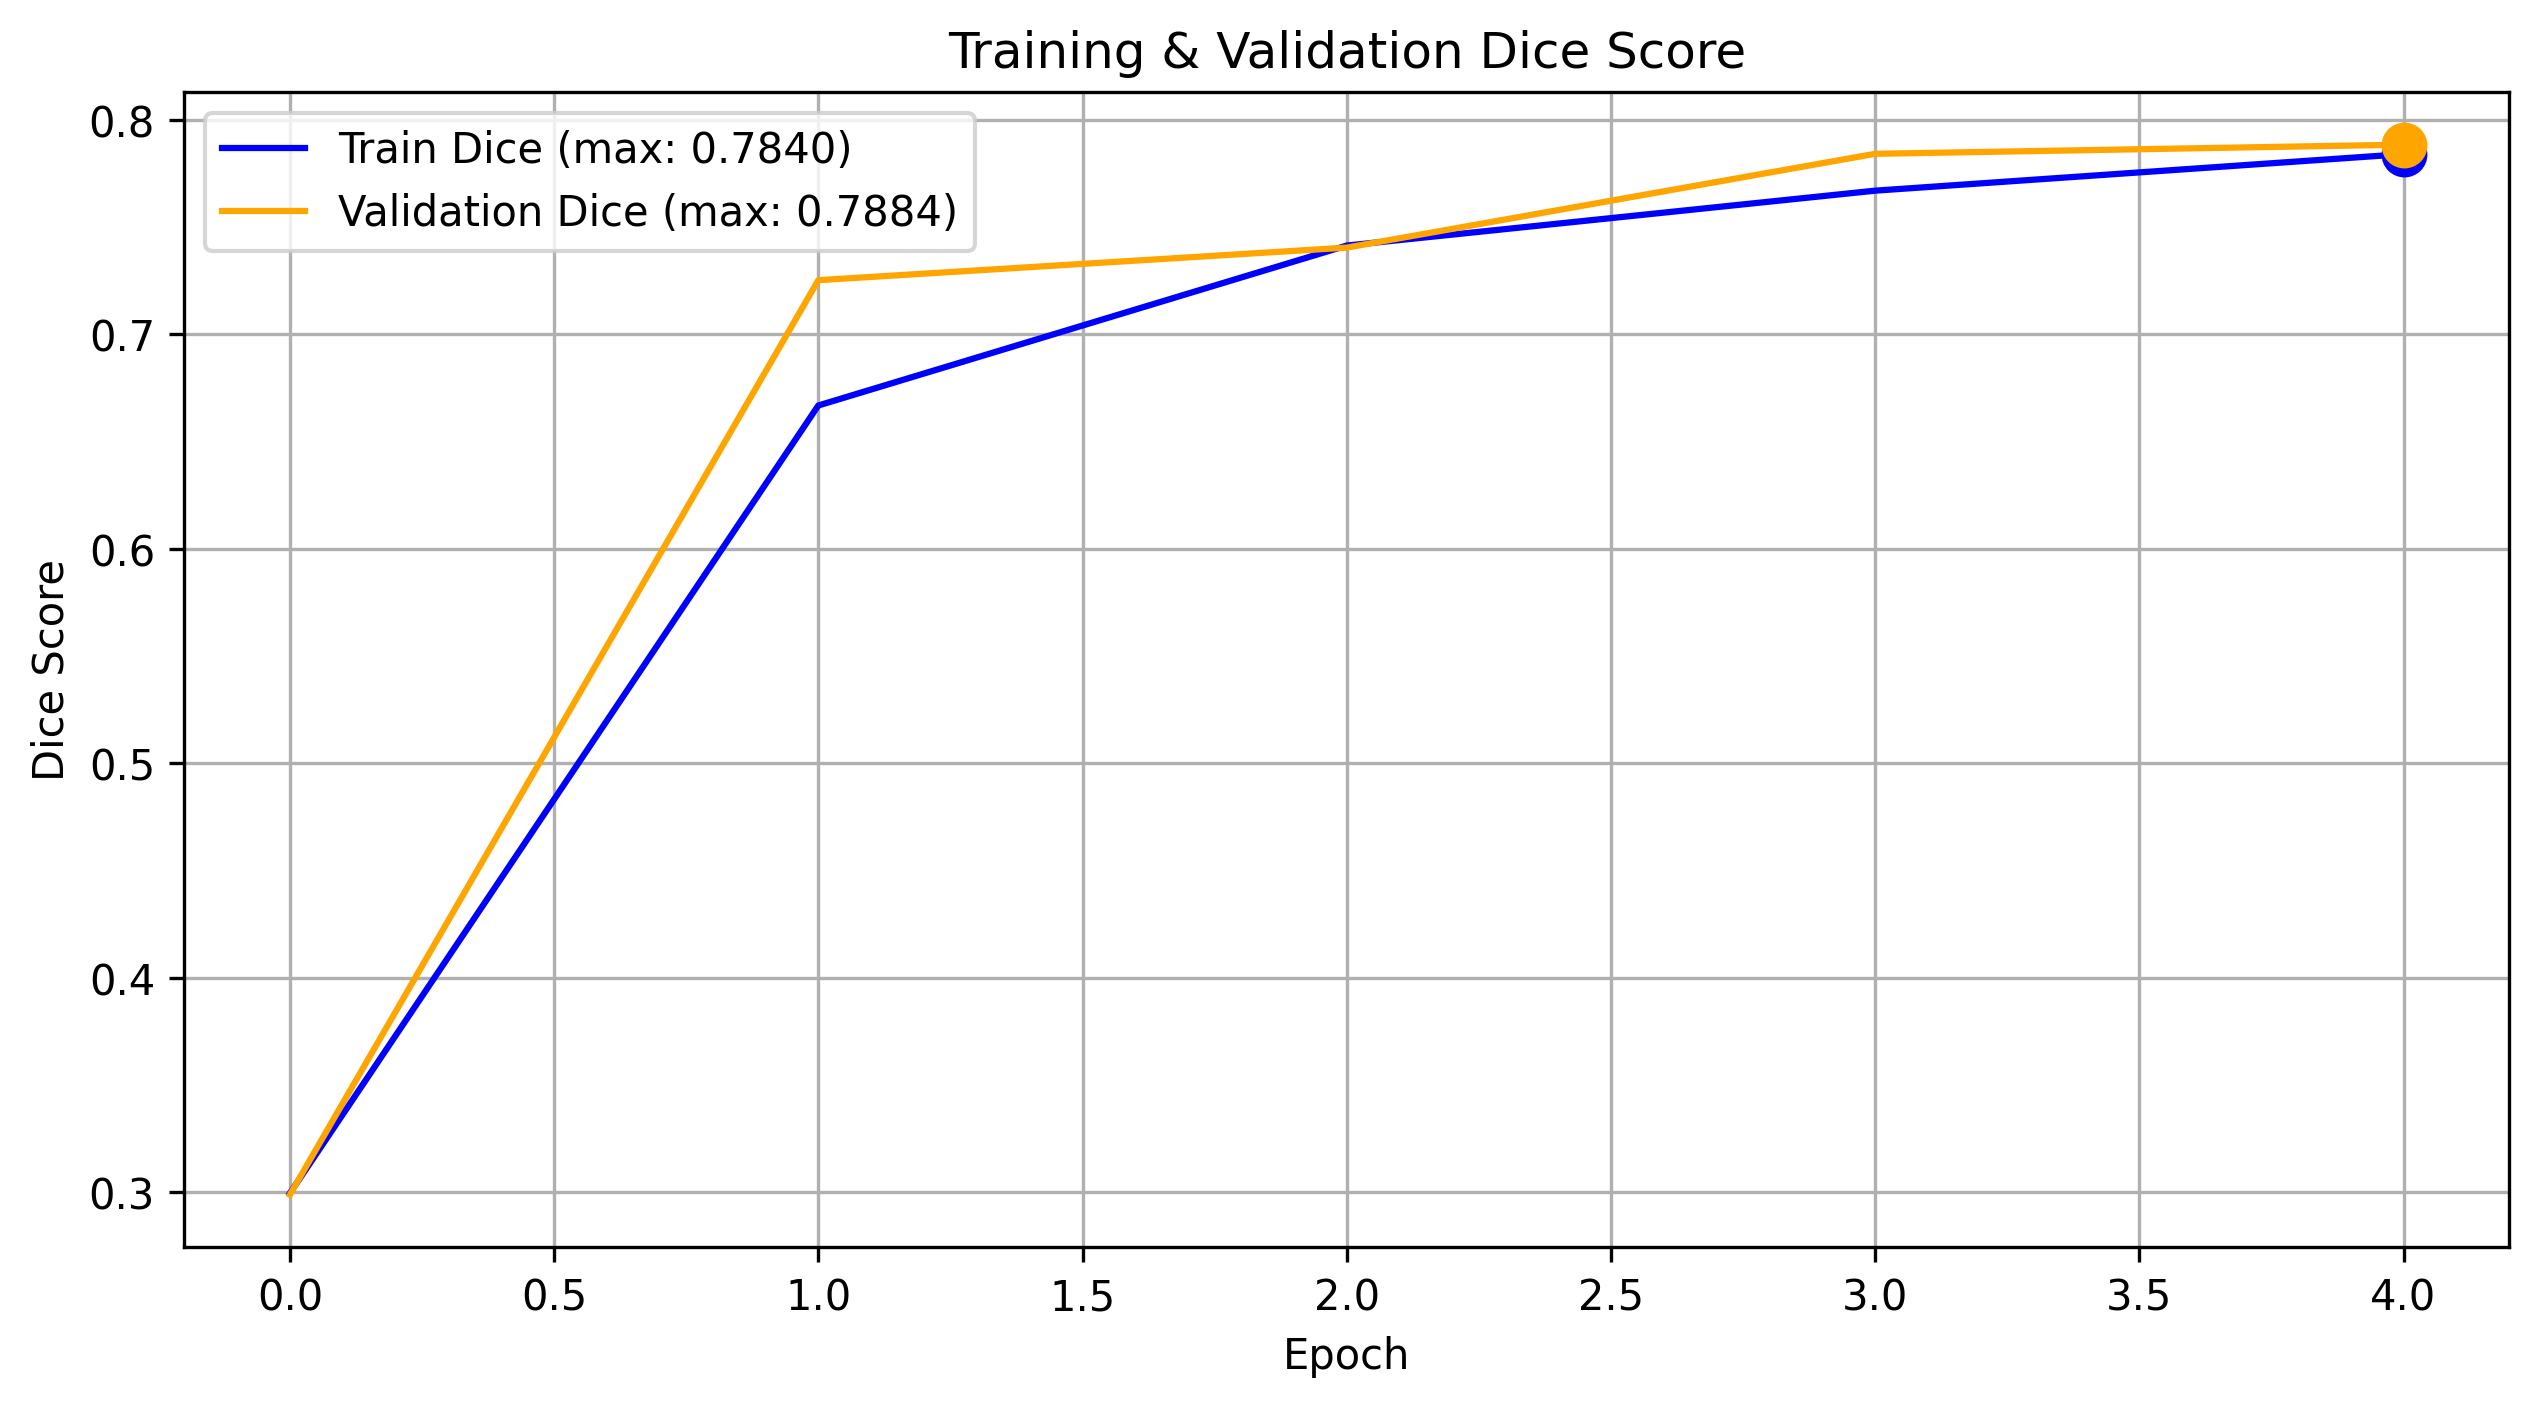 Training & Validation Dice Score
Train Dice (max: 0.7840)
Validation Dice (max: 0.7884)
Dice Score
0.8
0.7
0.6
0.5
0.4
0.3
0.0 0.5 1.0 1.5 2.0 2.5 3.0 3.5 4.0
Epoch